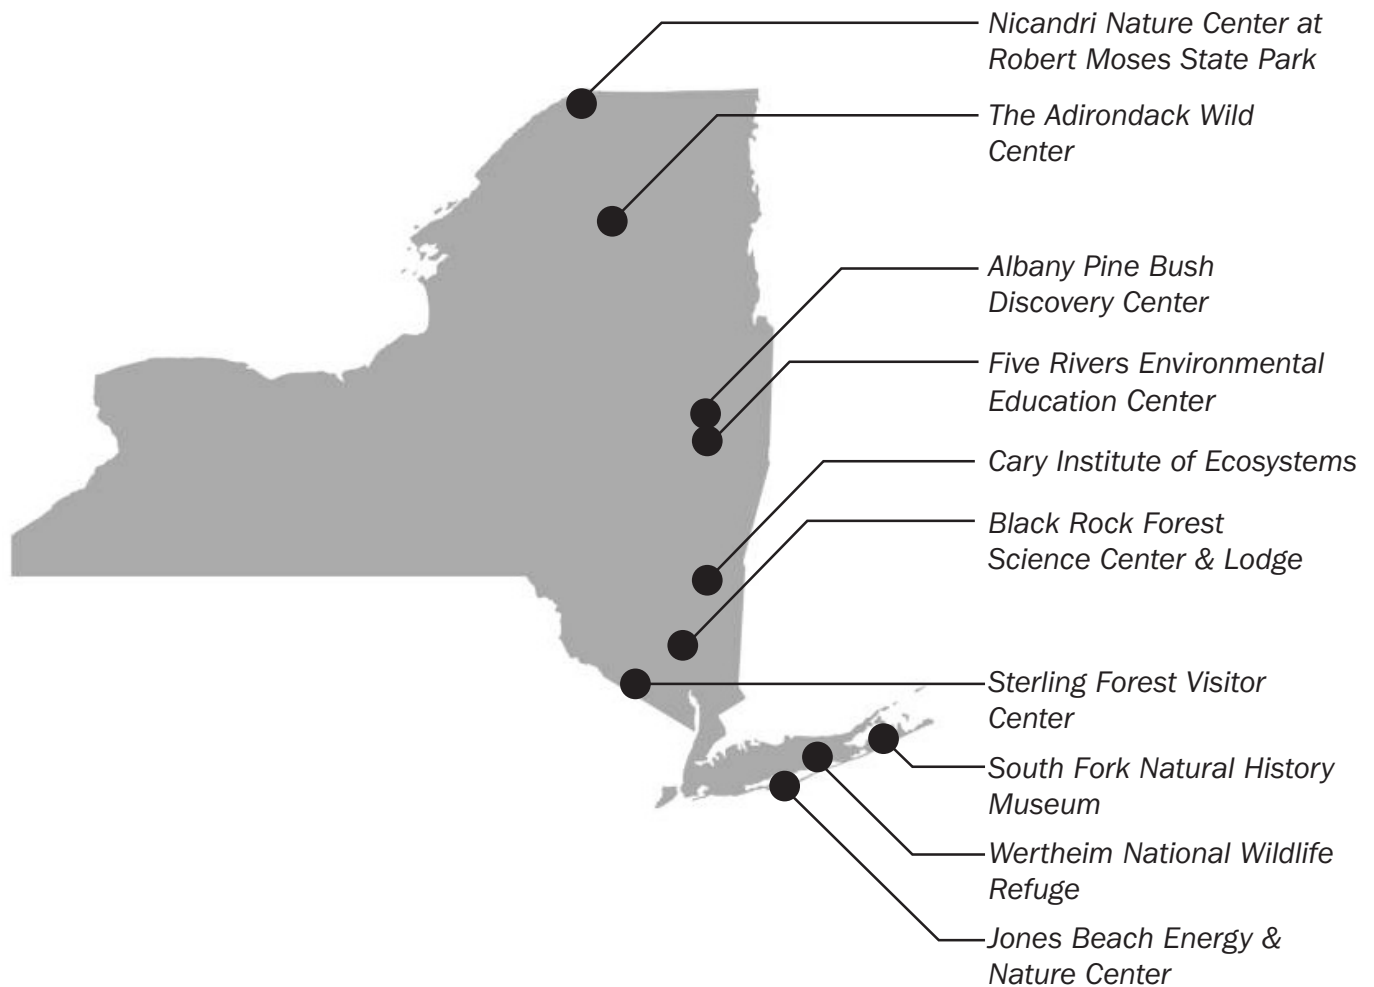 Nicandri Nature Center at
Robert Moses State Park
The Adirondack Wild
Center
Albany Pine Bush
Discovery Center
Five Rivers Environmental
Education Center
Cary Institute of Ecosystems
Black Rock Forest
Science Center & Lodge
Sterling Forest Visitor
Center
South Fork Natural History
Museum
Wertheim National Wildlife
Refuge
Jones Beach Energy &
Nature Center